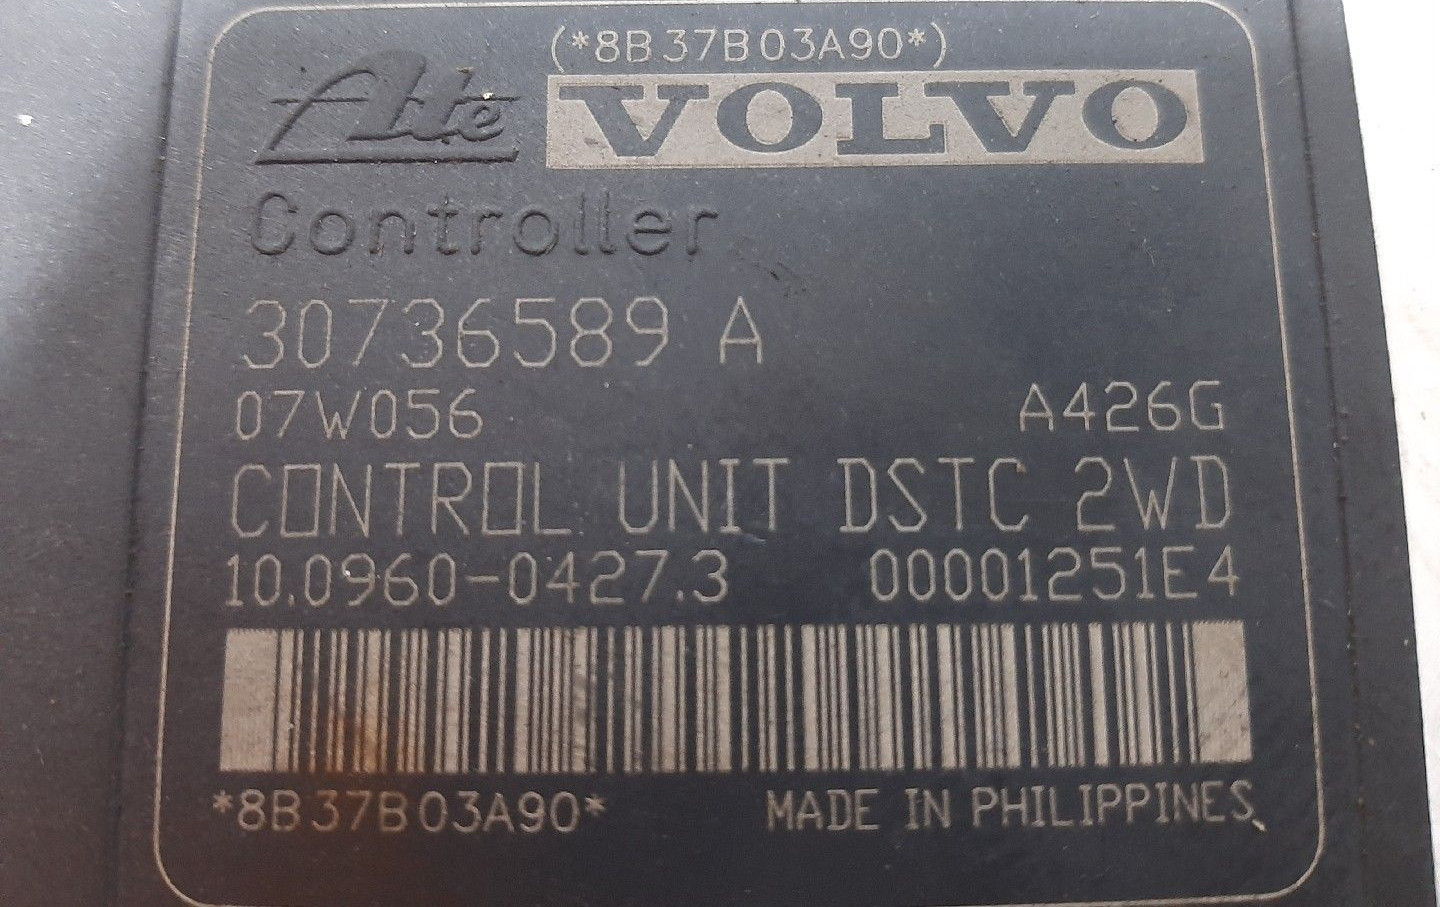 (*8B37B03A90*)
Ate VOLVO
Controller
30736589 A
07W056 A426G
CONTROL UNIT DSTC 2WD
10.0960-0427.3 00001251E4
*8B37B03A90* MADE IN PHILIPPINES